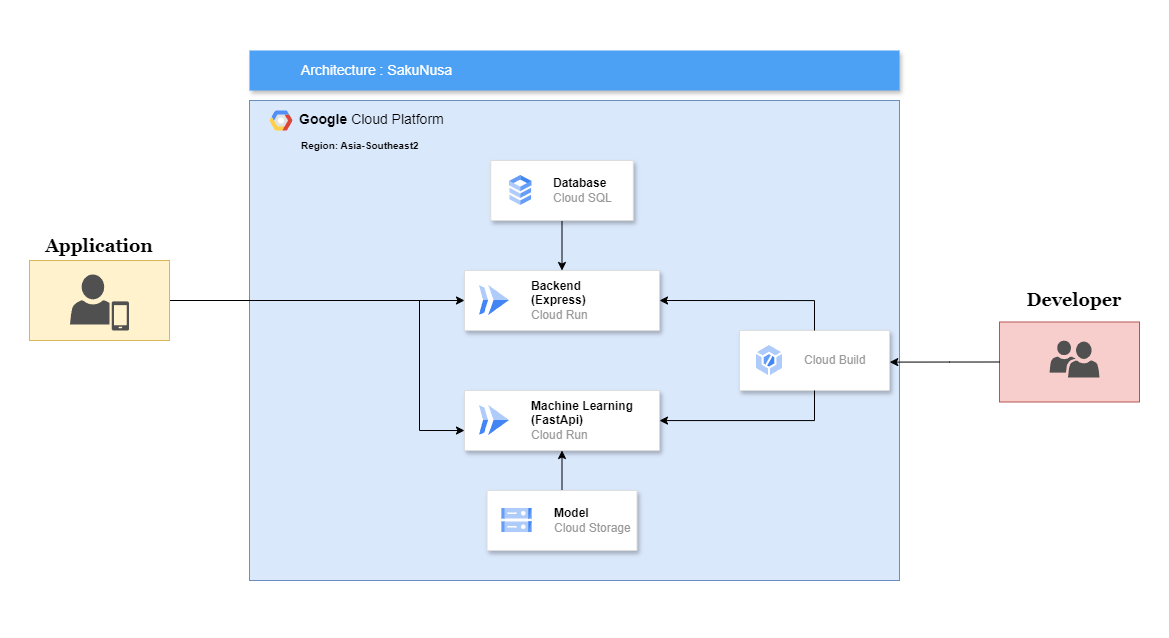 Architecture : SakuNusa
Google Cloud Platform
Region: Asia-Southeast2
Database
Cloud SQL
Application
Backend
(Express)
Cloud Run
Developer
Cloud Build
Machine Learning
(FastApi)
Cloud Run
Model
Cloud Storage